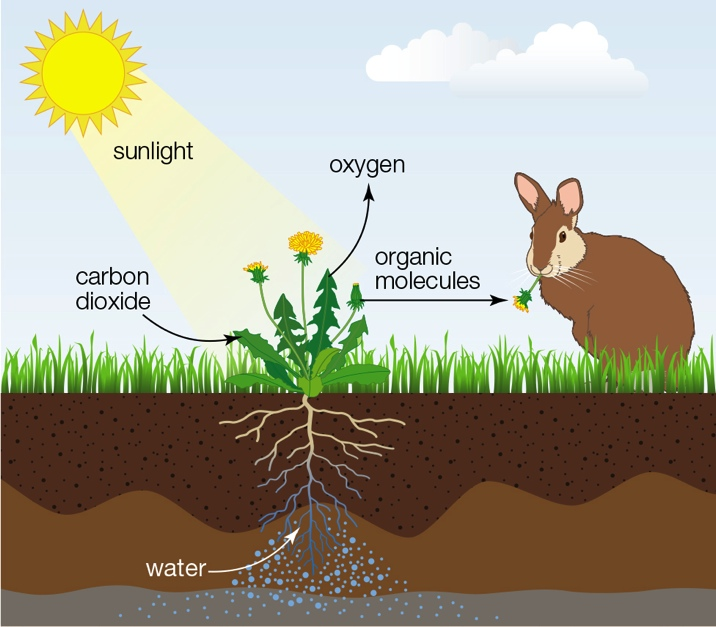 sunlight
oxygen
organic
molecules
carbon
dioxide
water